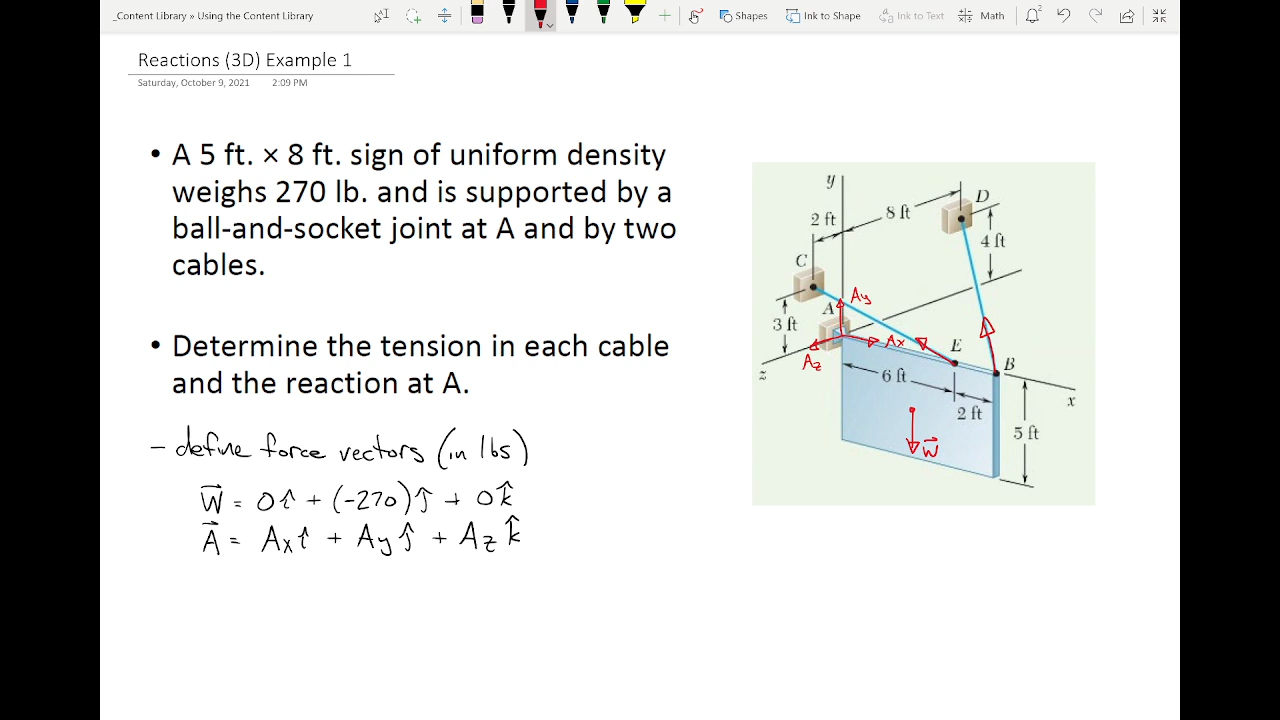 _Content Library » Using the Content Library
Shapes
Ink to Shape
Ink to Text
Math
2
Reactions (3D) Example 1
Saturday, October 9, 2021 2:09 PM
• A 5 ft. × 8 ft. sign of uniform density
weighs 270 lb. and is supported by a
ball-and-socket joint at A and by two
cables.
• Determine the tension in each cable
and the reaction at A.
- define force vectors (in lbs)
W⃗ = 0î + (-270)ĵ + 0k̂
A⃗ = Axî + Ayĵ + Azk̂
y
D
8 ft
2 ft
4 ft
C
A
Ay
3 ft
Ax
E
Az
B
z
6 ft
x
2 ft
5 ft
W⃗